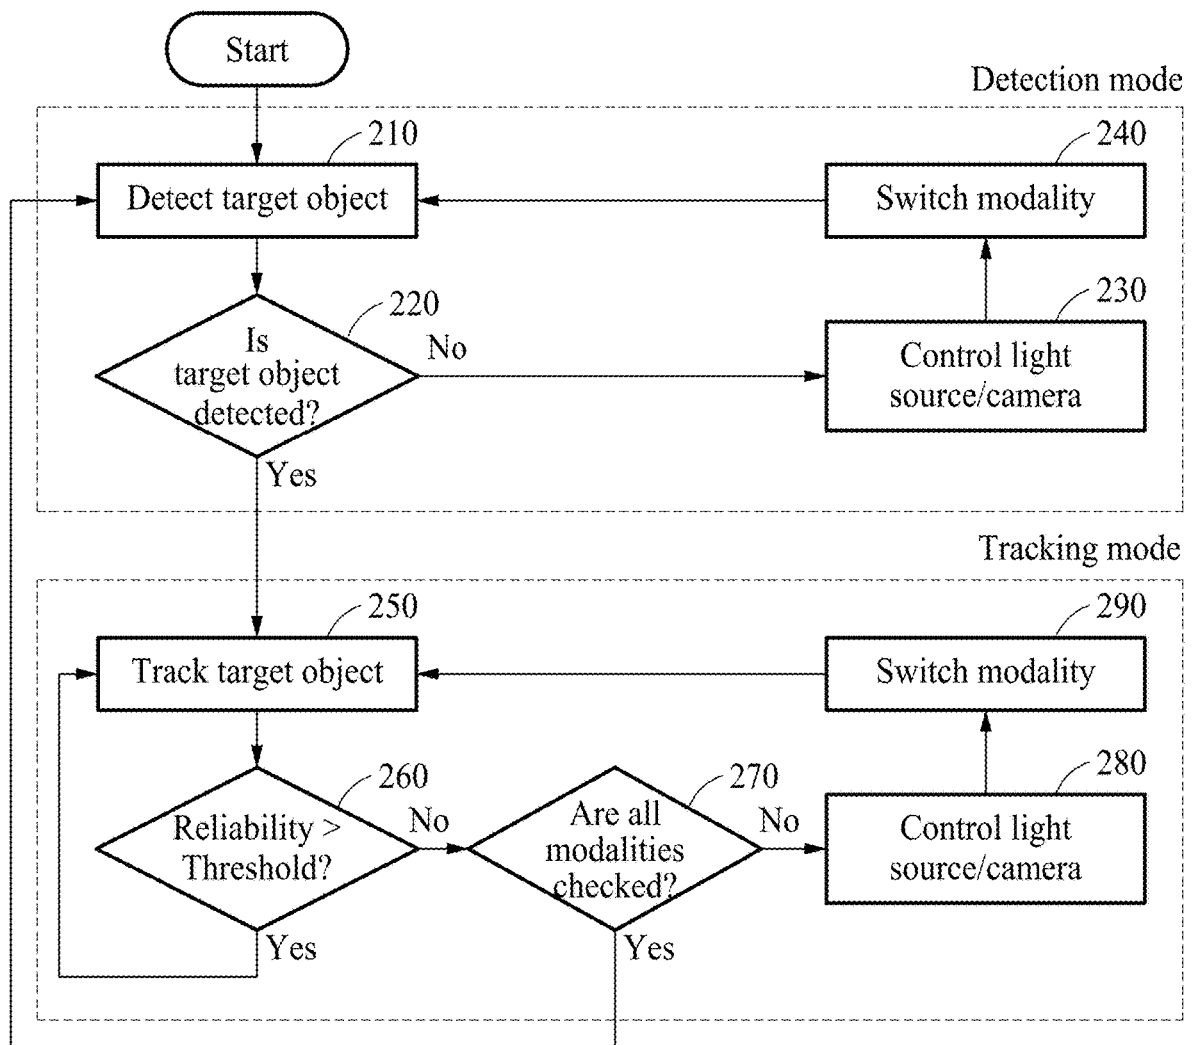 Start
Detection mode
210
Detect target object
240
Switch modality
220
Is
target object
detected?
No
Yes
230
Control light
source/camera
Tracking mode
250
Track target object
290
Switch modality
260
Reliability >
Threshold?
No
Yes
270
Are all
modalities
checked?
No
Yes
280
Control light
source/camera